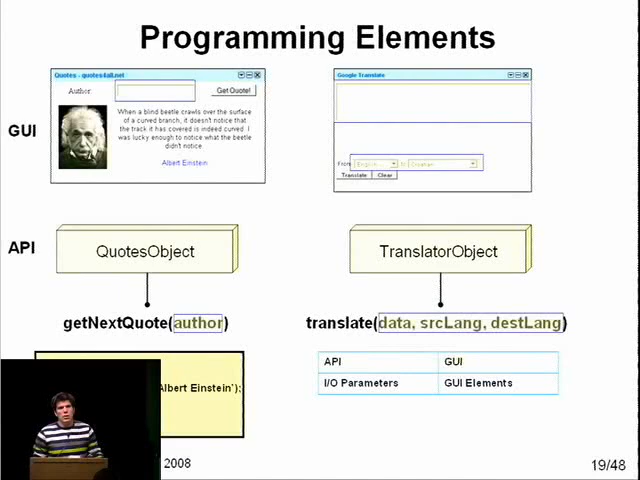 Programming Elements
GUI
Quotes - quotes4all.net
Author:
Get Quote!
When a blind beetle crawls over the surface
of a curved branch, it doesn't notice that
the track it has covered is indeed curved. I
was lucky enough to notice what the beetle
didn't notice.
Albert Einstein
Google Translate
From English to Croatian
Translate Clear
API
QuotesObject
TranslatorObject
getNextQuote(author)
translate(data, srcLang, destLang)
Albert Einstein');
API GUI
I/O Parameters GUI Elements
2008
19/48